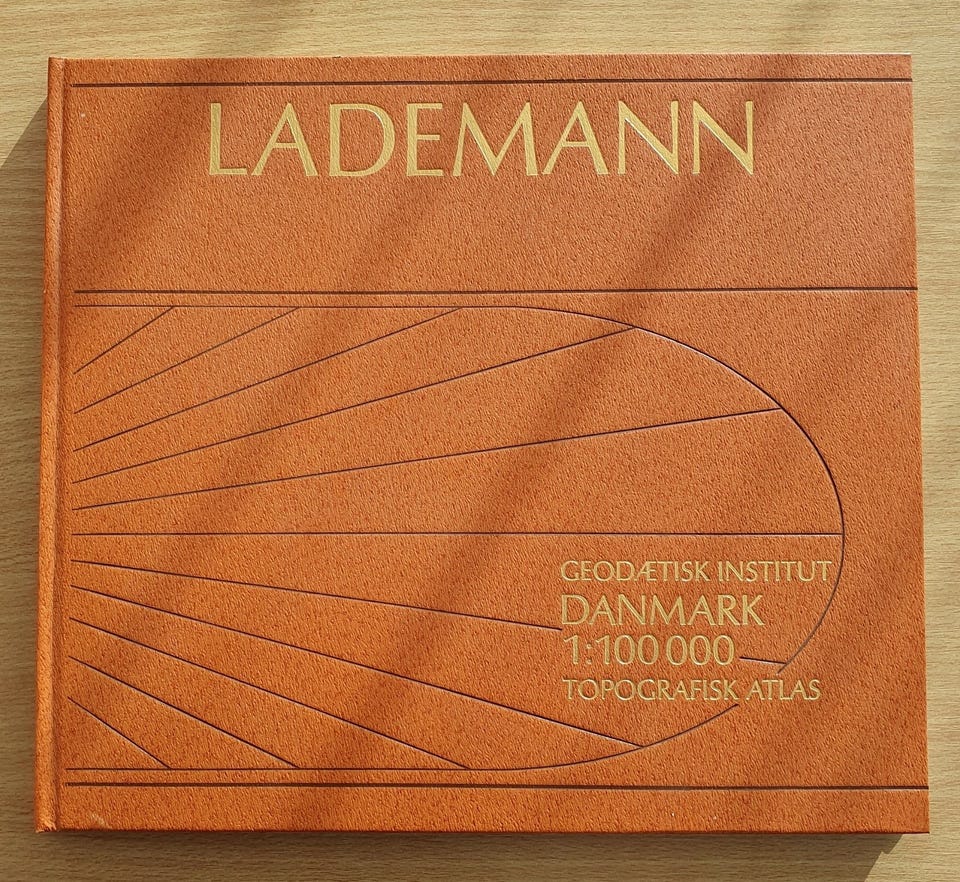 LADEMANN
GEODÆTISK INSTITUT
DANMARK
1:100 000
TOPOGRAFISK ATLAS